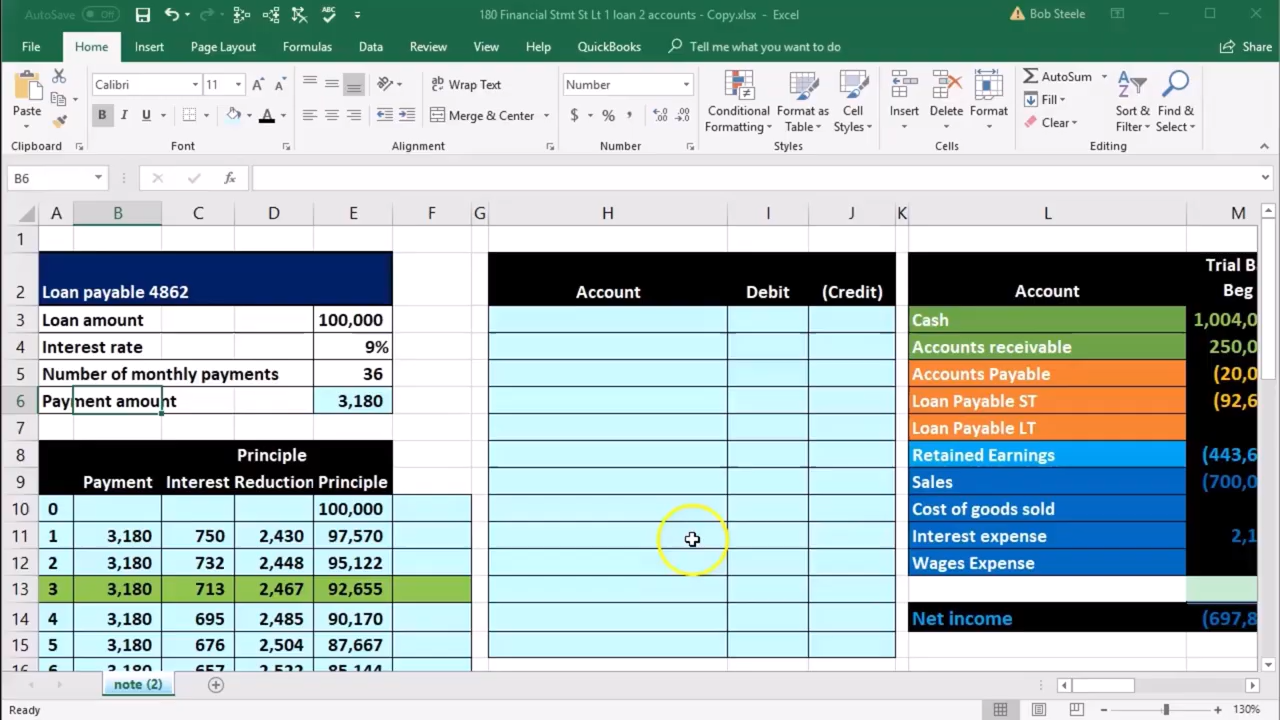 AutoSave Off 180 Financial Stmt St Lt 1 loan 2 accounts - Copy.xlsx - Excel Bob Steele
File Home Insert Page Layout Formulas Data Review View Help QuickBooks Tell me what you want to do Share
Paste Calibri 11 A A Wrap Text Number Conditional Format as Cell Insert Delete Format AutoSum Sort & Find &
B I U A Merge & Center $ % , Formatting Table Styles Fill Clear Filter Select
Clipboard Font Alignment Number Styles Cells Editing
B6 fx
A B C D E F G H I J K L M
1
2 Loan payable 4862 Account Debit (Credit) Account Trial B
Beg
3 Loan amount 100,000 Cash 1,004,0
4 Interest rate 9% Accounts receivable 250,0
5 Number of monthly payments 36 Accounts Payable (20,0
6 Payment amount 3,180 Loan Payable ST (92,6
7 Loan Payable LT
8 Principle Retained Earnings (443,6
9 Payment Interest Reduction Principle Sales (700,0
10 0 100,000 Cost of goods sold
11 1 3,180 750 2,430 97,570 Interest expense 2,1
12 2 3,180 732 2,448 95,122 Wages Expense
13 3 3,180 713 2,467 92,655
14 4 3,180 695 2,485 90,170 Net income (697,8
15 5 3,180 676 2,504 87,667
16 6 3,180 657 2,522 85,144
note (2)
Ready 130%